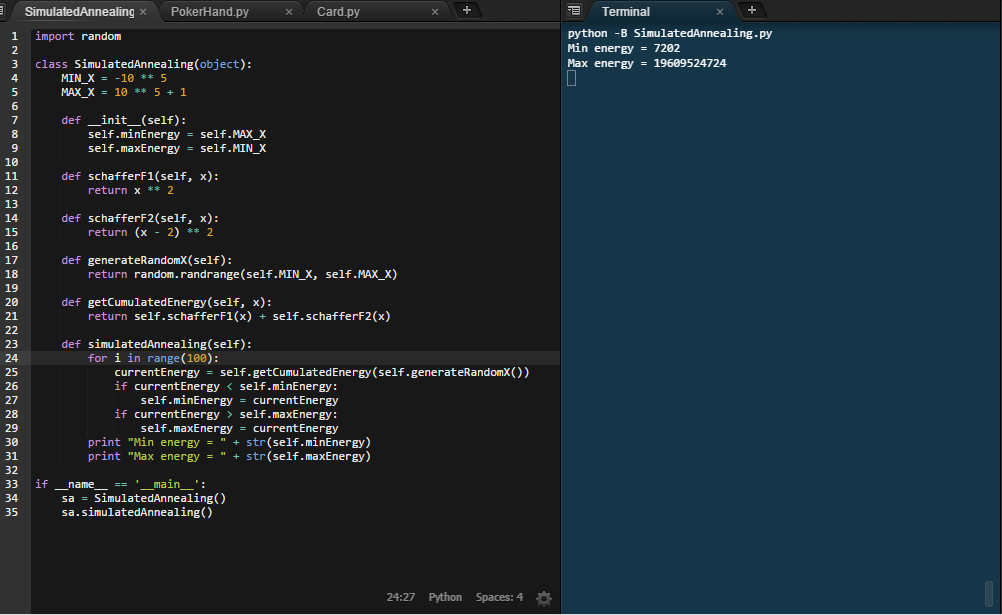 SimulatedAnnealing × PokerHand.py × Card.py × +
1 import random
2
3 class SimulatedAnnealing(object):
4 MIN_X = -10 ** 5
5 MAX_X = 10 ** 5 + 1
6
7 def __init__(self):
8 self.minEnergy = self.MAX_X
9 self.maxEnergy = self.MIN_X
10
11 def schafferF1(self, x):
12 return x ** 2
13
14 def schafferF2(self, x):
15 return (x - 2) ** 2
16
17 def generateRandomX(self):
18 return random.randrange(self.MIN_X, self.MAX_X)
19
20 def getCumulatedEnergy(self, x):
21 return self.schafferF1(x) + self.schafferF2(x)
22
23 def simulatedAnnealing(self):
24 for i in range(100):
25 currentEnergy = self.getCumulatedEnergy(self.generateRandomX())
26 if currentEnergy < self.minEnergy:
27 self.minEnergy = currentEnergy
28 if currentEnergy > self.maxEnergy:
29 self.maxEnergy = currentEnergy
30 print "Min energy = " + str(self.minEnergy)
31 print "Max energy = " + str(self.maxEnergy)
32
33 if __name__ == '__main__':
34 sa = SimulatedAnnealing()
35 sa.simulatedAnnealing()
24:27 Python Spaces: 4
Terminal × +
python -B SimulatedAnnealing.py
Min energy = 7202
Max energy = 19609524724